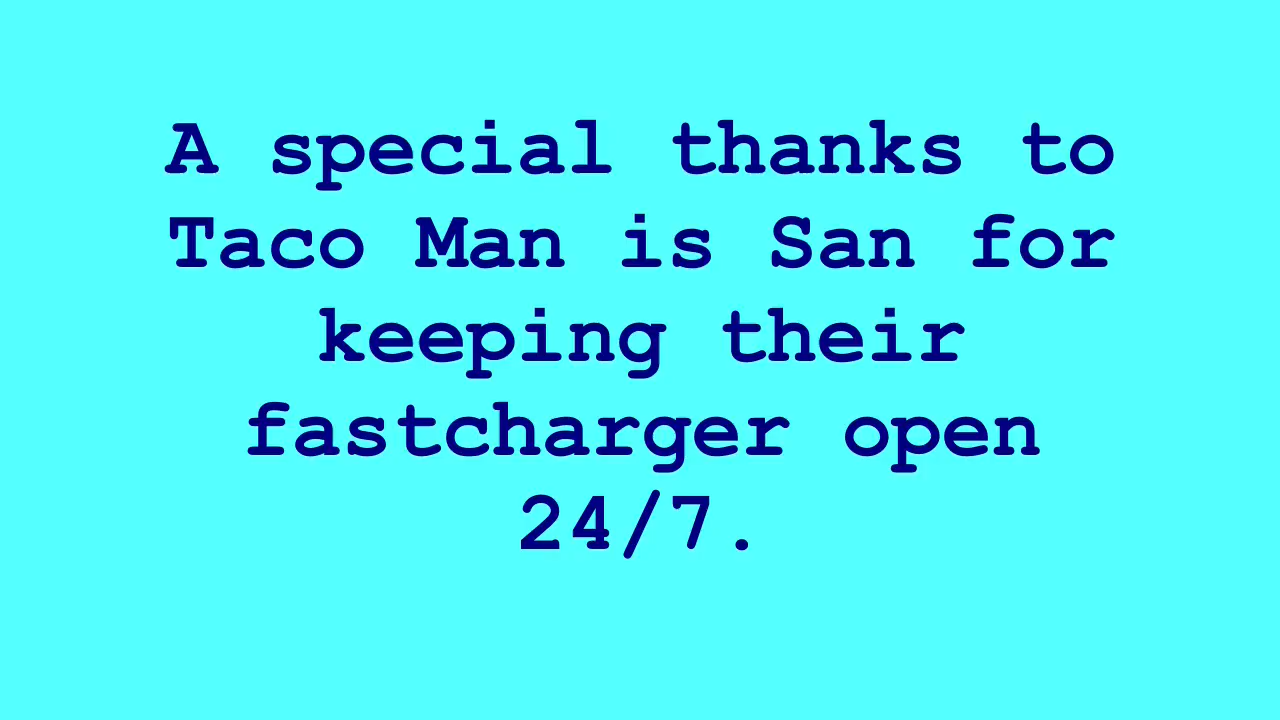 A special thanks to
Taco Man is San for
keeping their
fastcharger open
24/7.